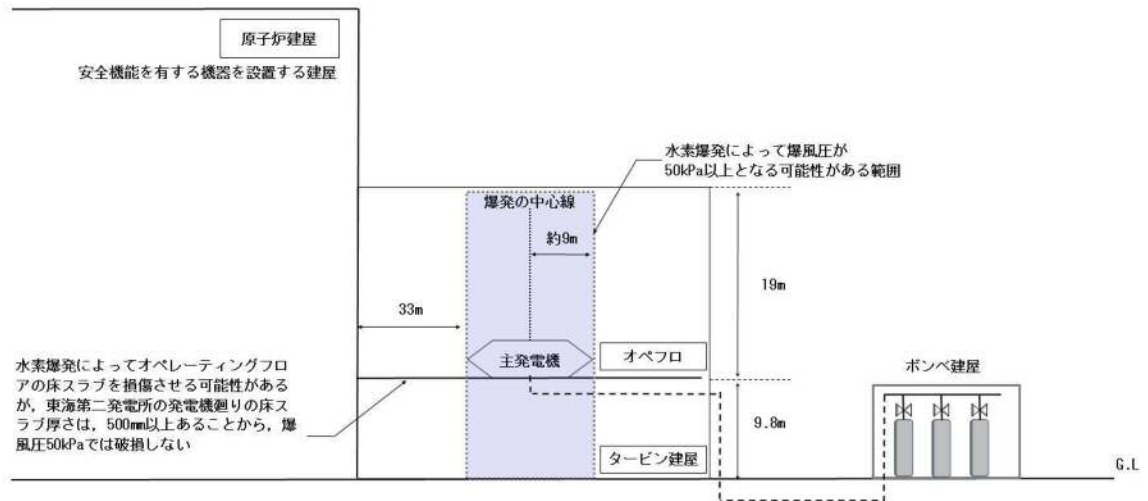 原子炉建屋
安全機能を有する機器を設置する建屋
水素爆発によって爆風圧が
50kPa以上となる可能性がある範囲
爆発の中心線
約9m
19m
33m
水素爆発によってオペレーティングフロ
アの床スラブを損傷させる可能性がある
が，東海第二発電所の発電機廻りの床ス
ラブ厚さは，500mm以上あることから，爆
風圧50kPaでは破損しない
主発電機
オペフロ
ボンベ建屋
9.8m
タービン建屋
G.L